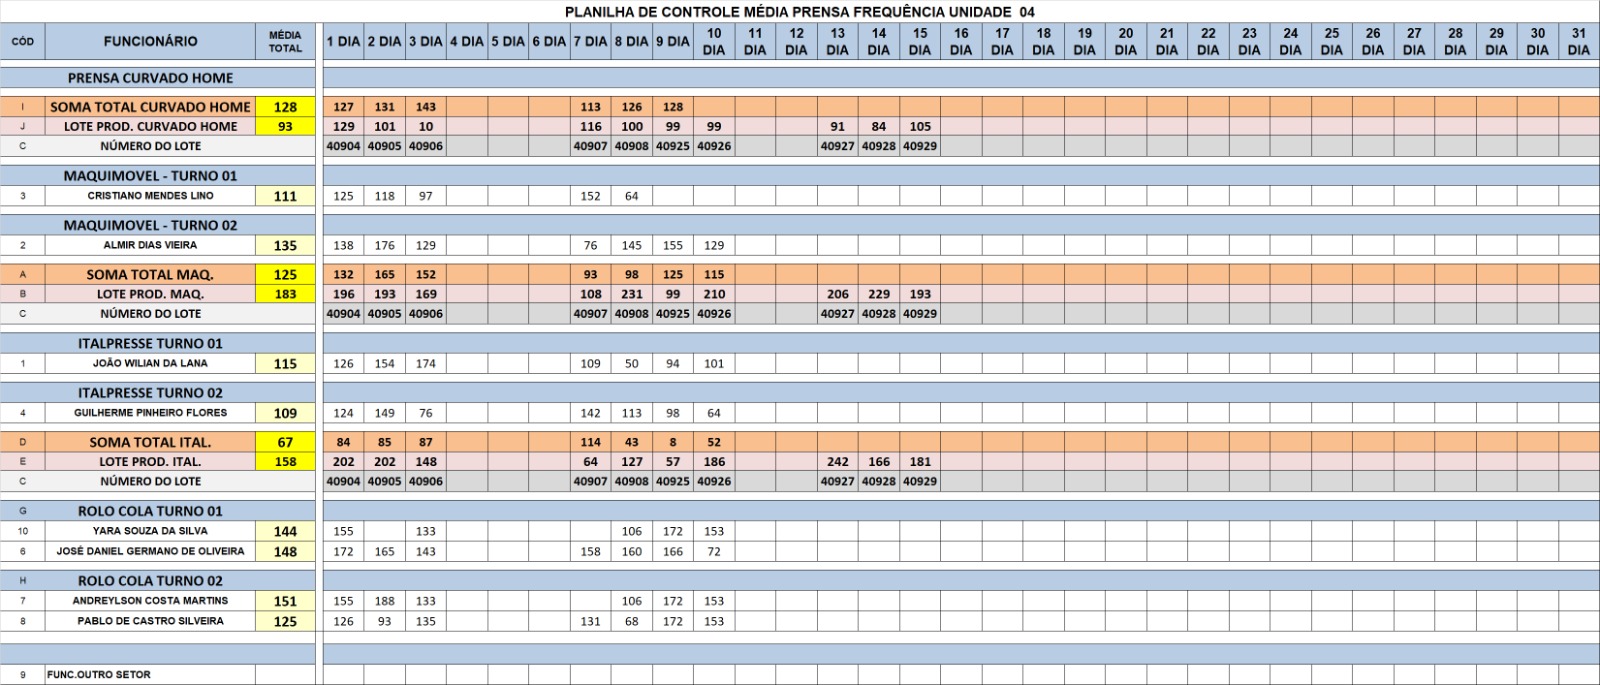 PLANILHA DE CONTROLE MÉDIA PRENSA FREQUÊNCIA UNIDADE 04
CÓD FUNCIONÁRIO MÉDIA TOTAL 1 DIA 2 DIA 3 DIA 4 DIA 5 DIA 6 DIA 7 DIA 8 DIA 9 DIA 10 DIA 11 DIA 12 DIA 13 DIA 14 DIA 15 DIA 16 DIA 17 DIA 18 DIA 19 DIA 20 DIA 21 DIA 22 DIA 23 DIA 24 DIA 25 DIA 26 DIA 27 DIA 28 DIA 29 DIA 30 DIA 31 DIA
PRENSA CURVADO HOME
I SOMA TOTAL CURVADO HOME 128 127 131 143 113 126 128
J LOTE PROD. CURVADO HOME 93 129 101 10 116 100 99 99 91 84 105
C NÚMERO DO LOTE 40904 40905 40906 40907 40908 40925 40926 40927 40928 40929
MAQUIMOVEL - TURNO 01
3 CRISTIANO MENDES LINO 111 125 118 97 152 64
MAQUIMOVEL - TURNO 02
2 ALMIR DIAS VIEIRA 135 138 176 129 76 145 155 129
A SOMA TOTAL MAQ. 125 132 165 152 93 98 125 115
B LOTE PROD. MAQ. 183 196 193 169 108 231 99 210 206 229 193
C NÚMERO DO LOTE 40904 40905 40906 40907 40908 40925 40926 40927 40928 40929
ITALPRESSE TURNO 01
1 JOÃO WILIAN DA LANA 115 126 154 174 109 50 94 101
ITALPRESSE TURNO 02
4 GUILHERME PINHEIRO FLORES 109 124 149 76 142 113 98 64
D SOMA TOTAL ITAL. 67 84 85 87 114 43 8 52
E LOTE PROD. ITAL. 158 202 202 148 64 127 57 186 242 166 181
C NÚMERO DO LOTE 40904 40905 40906 40907 40908 40925 40926 40927 40928 40929
G ROLO COLA TURNO 01
10 YARA SOUZA DA SILVA 144 155 133 106 172 153
6 JOSÉ DANIEL GERMANO DE OLIVEIRA 148 172 165 143 158 160 166 72
H ROLO COLA TURNO 02
7 ANDREYLSON COSTA MARTINS 151 155 188 133 106 172 153
8 PABLO DE CASTRO SILVEIRA 125 126 93 135 131 68 172 153
9 FUNC.OUTRO SETOR